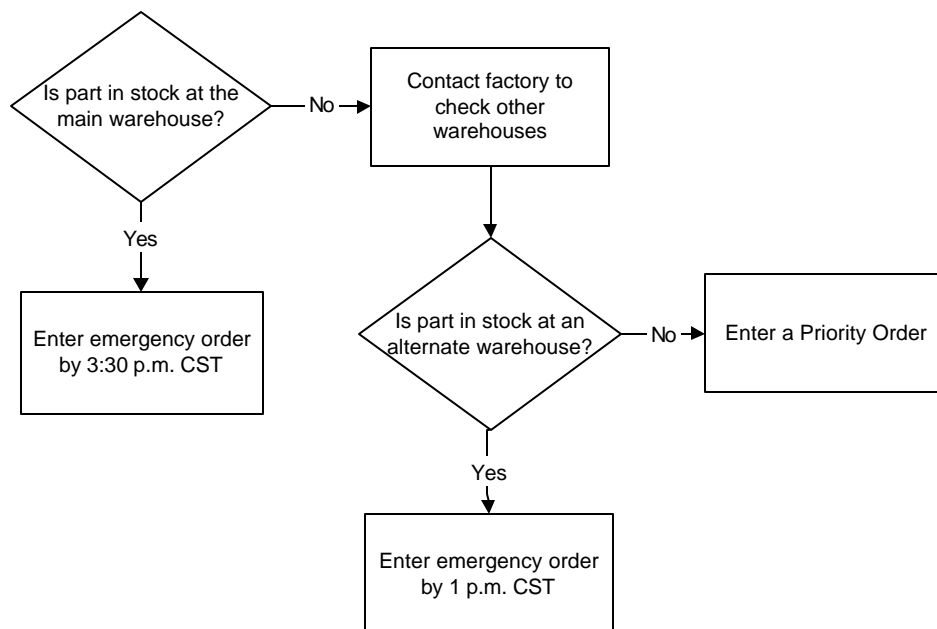 Is part in stock at the
main warehouse?
No
Contact factory to
check other
warehouses
Yes
Enter emergency order
by 3:30 p.m. CST
Is part in stock at an
alternate warehouse?
No
Enter a Priority Order
Yes
Enter emergency order
by 1 p.m. CST